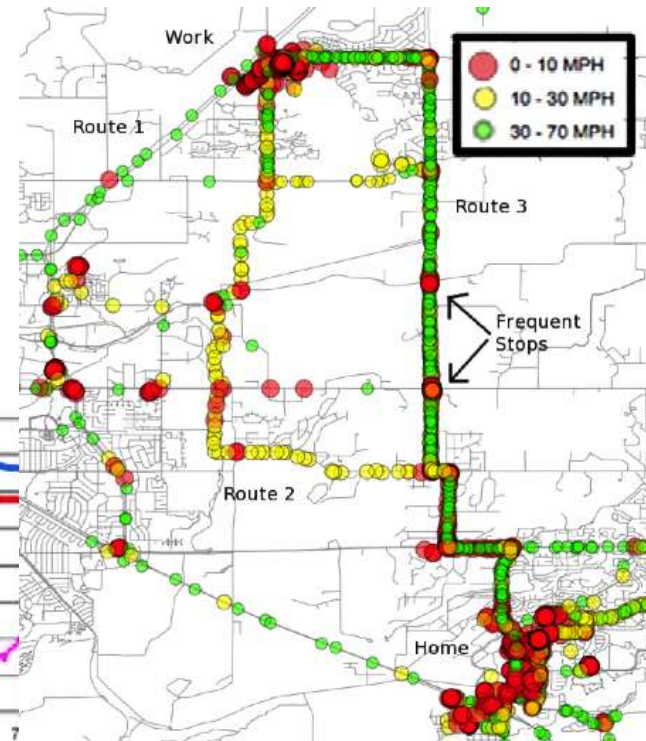 Work
0 - 10 MPH
10 - 30 MPH
30 - 70 MPH
Route 1
Route 3
Frequent
Stops
Route 2
Home
7